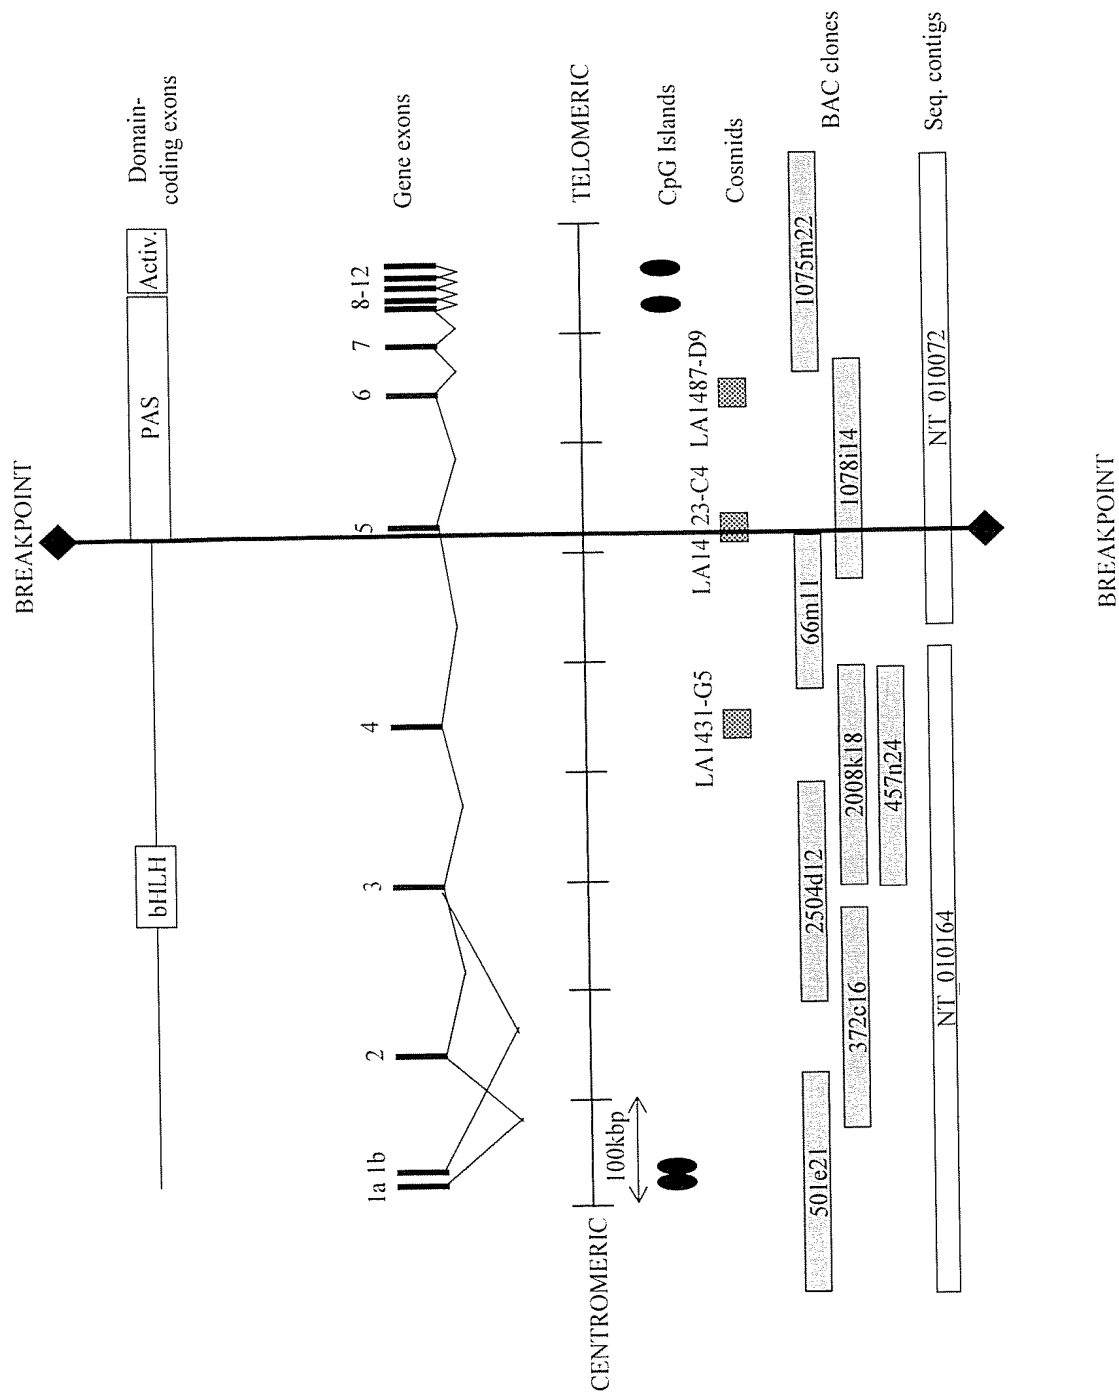 BREAKPOINT
bHLH
PAS
Activ.
Domain-
coding exons
1a 1b
2
3
4
5
6
7
8-12
Gene exons
CENTROMERIC
TELOMERIC
100kbp
CpG Islands
LA1431-G5
LA1423-C4
LA1487-D9
Cosmids
501e21
2504d12
66m11
1075m22
372c16
2008k18
1078i14
457n24
BAC clones
NT_010164
NT_010072
Seq. contigs
BREAKPOINT